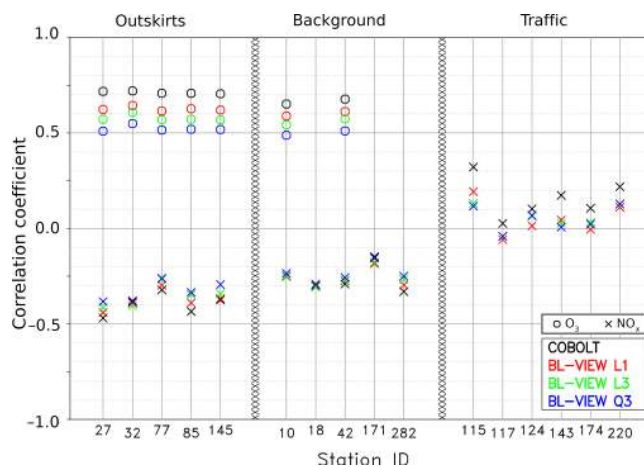 Outskirts Background Traffic
1.0
0.5
0.0
−0.5
−1.0
Correlation coefficient
O₃ NOₓ
COBOLT
BL−VIEW L1
BL−VIEW L3
BL−VIEW Q3
27 32 77 85 145 10 18 42 171 282 115 117 124 143 174 220
Station ID